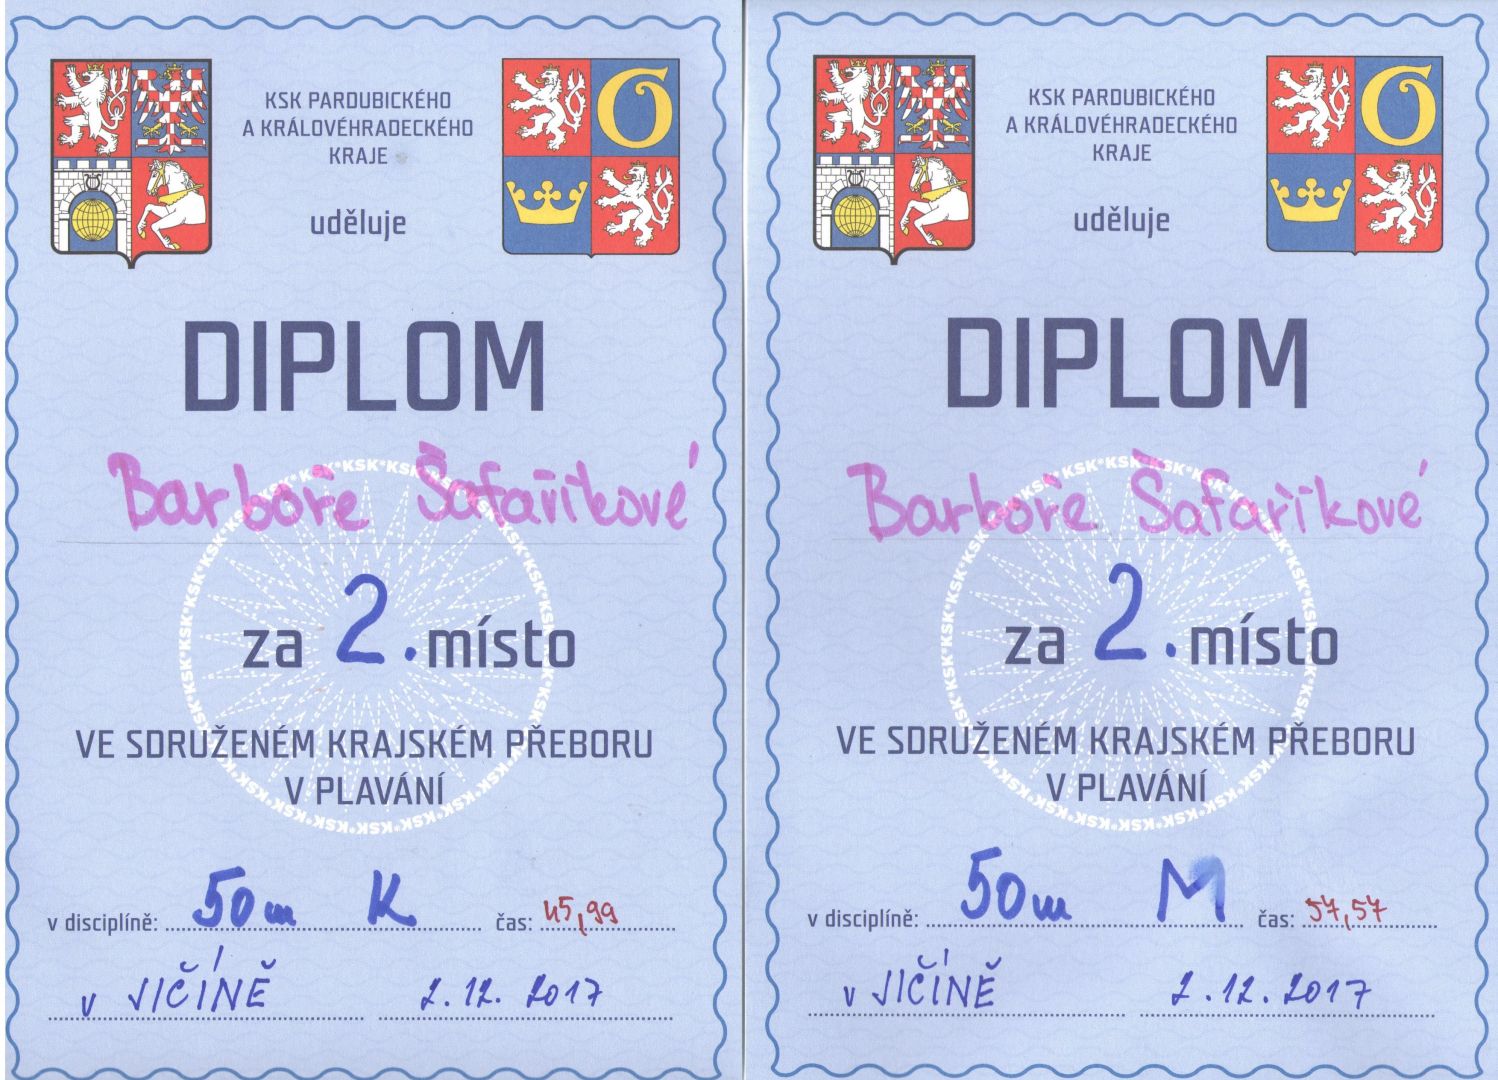 KSK PARDUBICKÉHO
A KRÁLOVÉHRADECKÉHO
KRAJE
uděluje
DIPLOM
Barboře Šafaříkové
za 2. místo
VE SDRUŽENÉM KRAJSKÉM PŘEBORU
V PLAVÁNÍ
v disciplíně: 50m K čas: 45,99
v JIČÍNĚ 2.12.2017
KSK PARDUBICKÉHO
A KRÁLOVÉHRADECKÉHO
KRAJE
uděluje
DIPLOM
Barboře Šafaříkové
za 2. místo
VE SDRUŽENÉM KRAJSKÉM PŘEBORU
V PLAVÁNÍ
v disciplíně: 50m M čas: 57,57
v JIČÍNĚ 2.12.2017